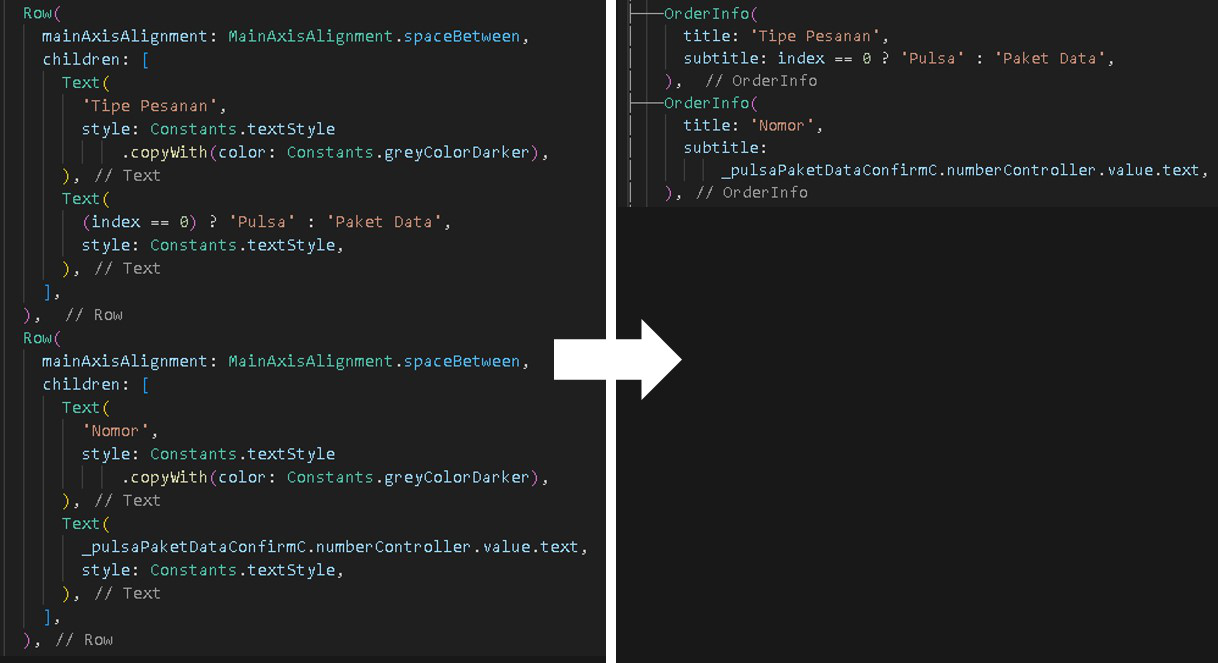 Row(
mainAxisAlignment: MainAxisAlignment.spaceBetween,
children: [
Text(
'Tipe Pesanan',
style: Constants.textStyle
.copyWith(color: Constants.greyColorDarker),
), // Text
Text(
(index == 0) ? 'Pulsa' : 'Paket Data',
style: Constants.textStyle,
), // Text
],
), // Row
Row(
mainAxisAlignment: MainAxisAlignment.spaceBetween,
children: [
Text(
'Nomor',
style: Constants.textStyle
.copyWith(color: Constants.greyColorDarker),
), // Text
Text(
_pulsaPaketDataConfirmC.numberController.value.text,
style: Constants.textStyle,
), // Text
],
), // Row
OrderInfo(
title: 'Tipe Pesanan',
subtitle: index == 0 ? 'Pulsa' : 'Paket Data',
), // OrderInfo
OrderInfo(
title: 'Nomor',
subtitle:
_pulsaPaketDataConfirmC.numberController.value.text,
), // OrderInfo